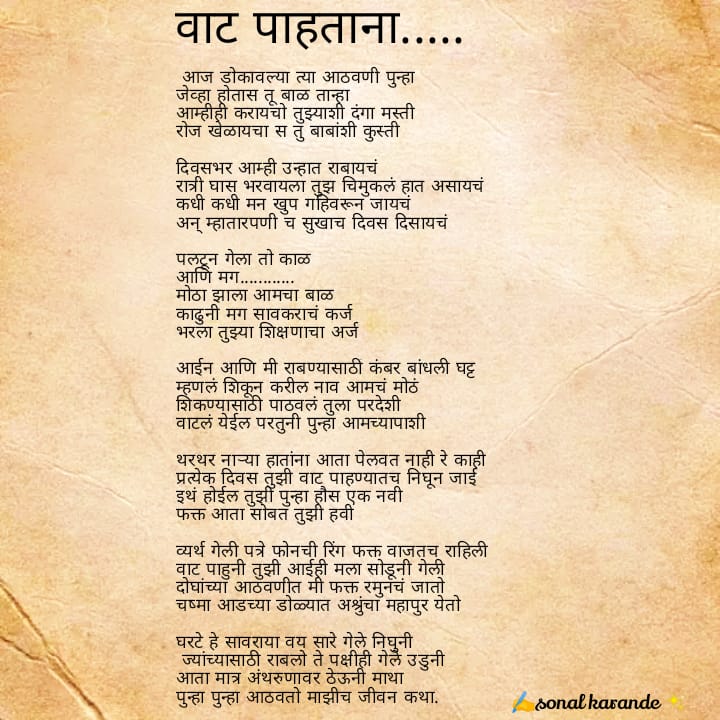 वाट पाहताना.....
आज डोकावल्या त्या आठवणी पुन्हा
जेव्हा होतास तू बाळ तान्हा
आम्हीही करायचो तुझ्याशी दंगा मस्ती
रोज खेळायचा स तु बाबांशी कुस्ती
दिवसभर आम्ही उन्हात राबायचं
रात्री घास भरवायला तुझ चिमुकलं हात असायचं
कधी कधी मन खुप गहिवरून जायचं
अन् म्हातारपणी च सुखाच दिवस दिसायचं
पलटून गेला तो काळ
आणि मग............
मोठा झाला आमचा बाळ
काढुनी मग सावकराचं कर्ज
भरला तुझ्या शिक्षणाचा अर्ज
आईन आणि मी राबण्यासाठी कंबर बांधली घट्ट
म्हणलं शिकून करील नाव आमचं मोठं
शिकण्यासाठी पाठवलं तुला परदेशी
वाटलं येईल परतुनी पुन्हा आमच्यापाशी
थरथर नाऱ्या हातांना आता पेलवत नाही रे काही
प्रत्येक दिवस तुझी वाट पाहण्यातच निघून जाई
इथं होईल तुझी पुन्हा हौस एक नवी
फक्त आता सोबत तुझी हवी
व्यर्थ गेली पत्रे फोनची रिंग फक्त वाजतच राहिली
वाट पाहुनी तुझी आईही मला सोडूनी गेली
दोघांच्या आठवणीत मी फक्त रमुनचं जातो
चष्मा आडच्या डोळ्यात अश्रुंचा महापुर येतो
घरटे हे सावराया वय सारे गेले निघुनी
ज्यांच्यासाठी राबलो ते पक्षीही गेले उडुनी
आता मात्र अंथरुणावर ठेऊनी माथा
पुन्हा पुन्हा आठवतो माझीच जीवन कथा.
✍️sonal karande ✨